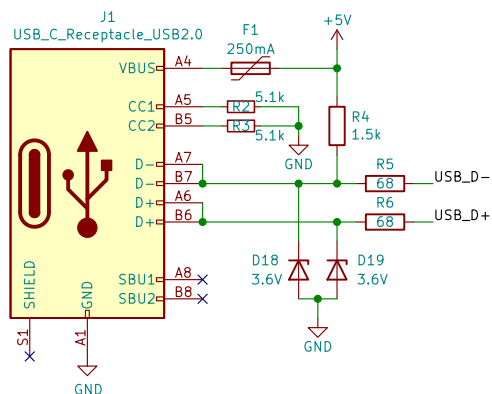 J1
USB_C_Receptacle_USB2.0
F1
250mA
+5V
VBUS A4
CC1 A5 R2 5.1k
CC2 B5 R3 5.1k
GND
R4
1.5k
D- A7
D- B7
R5
68
USB_D-
D+ A6
D+ B6
R6
68
USB_D+
D18
3.6V
D19
3.6V
SBU1 A8
SBU2 B8
SHIELD
GND
S1
A1
GND
GND